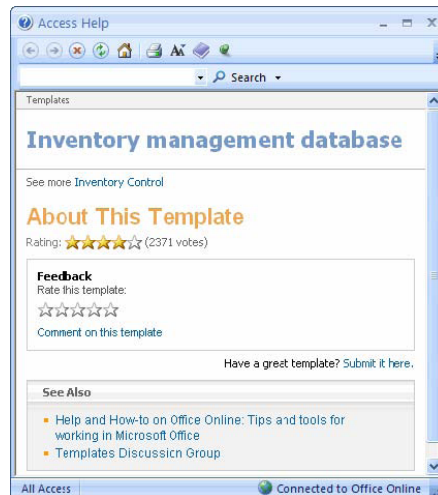 Access Help
Search
Templates
Inventory management database
See more Inventory Control
About This Template
Rating: (2371 votes)
Feedback
Rate this template:
Comment on this template
Have a great template? Submit it here.
See Also
Help and How-to on Office Online: Tips and tools for
working in Microsoft Office
Templates Discussion Group
All Access
Connected to Office Online